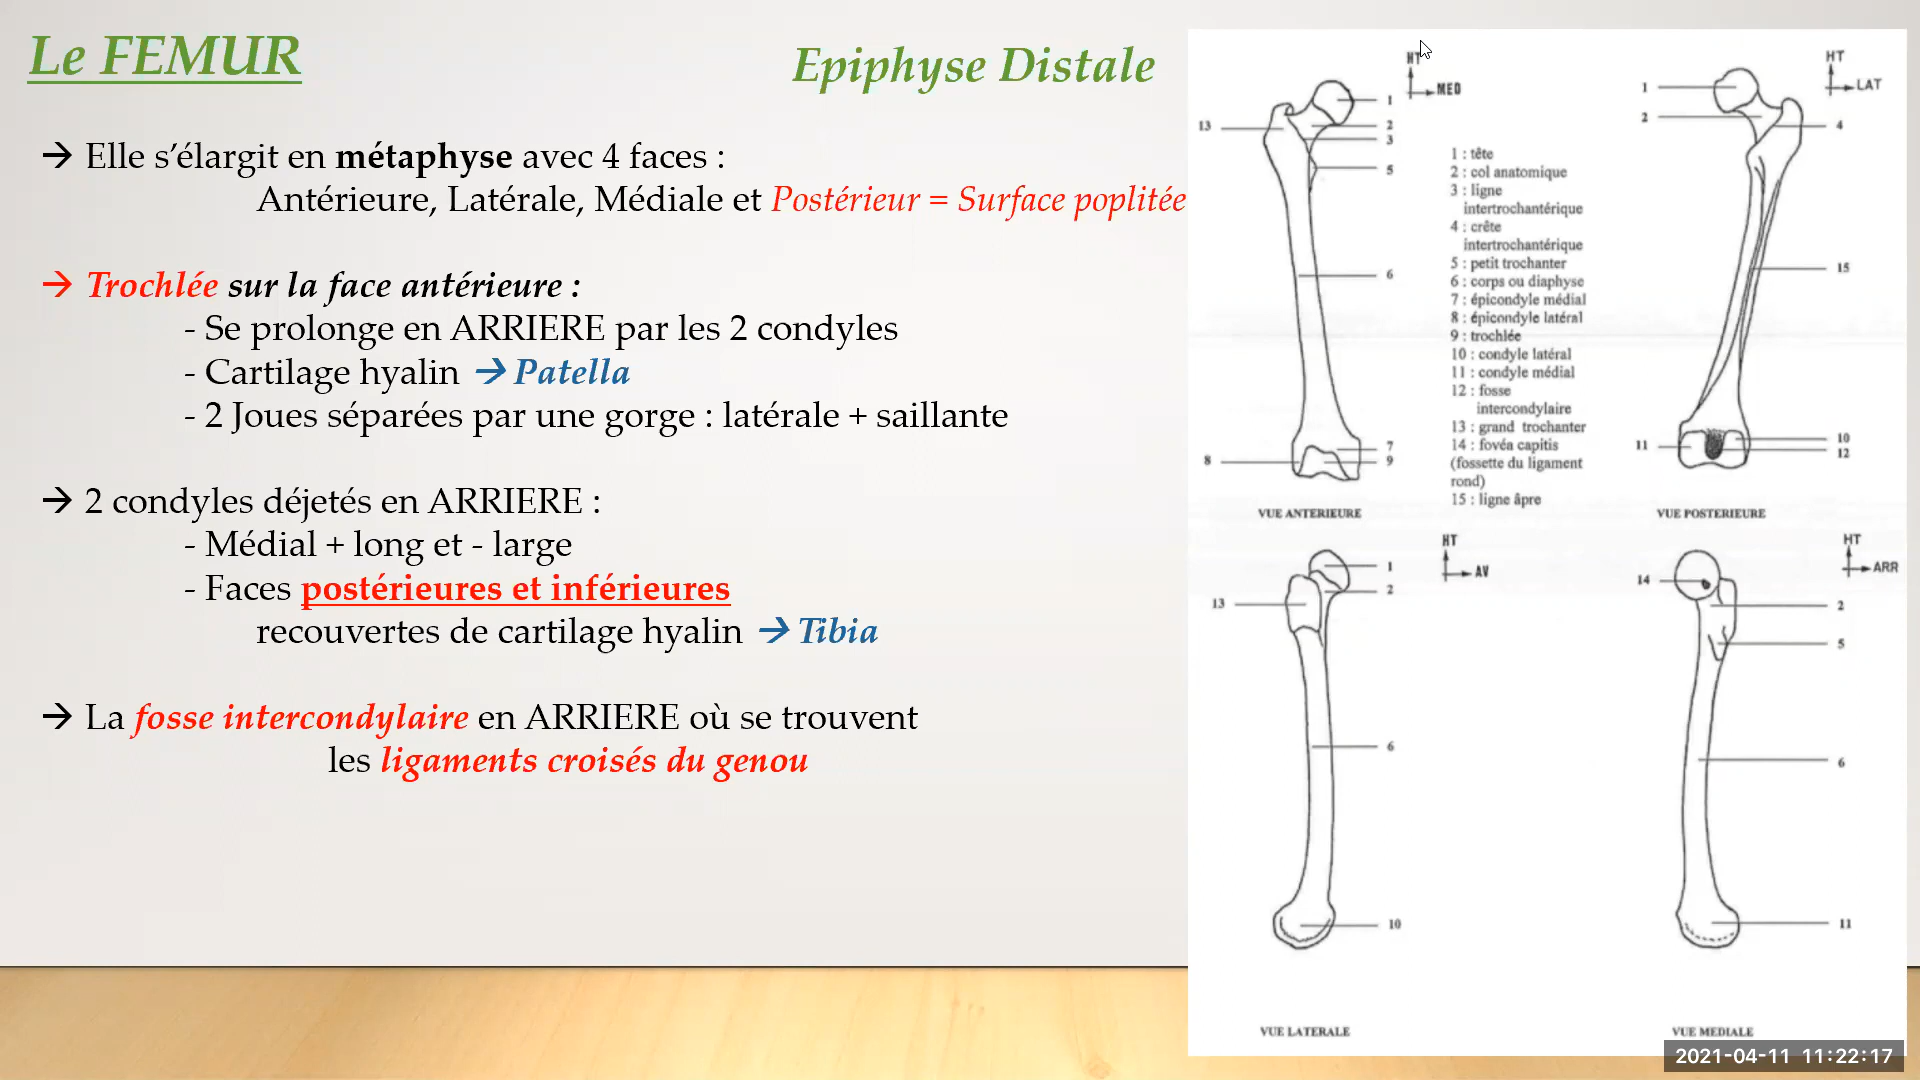 Le FEMUR
Epiphyse Distale
→ Elle s’élargit en métaphyse avec 4 faces :
Antérieure, Latérale, Médiale et Postérieur = Surface poplitée
→ Trochlée sur la face antérieure :
- Se prolonge en ARRIERE par les 2 condyles
- Cartilage hyalin → Patella
- 2 Joues séparées par une gorge : latérale + saillante
→ 2 condyles déjetés en ARRIERE :
- Médial + long et - large
- Faces postérieures et inférieures
recouvertes de cartilage hyalin → Tibia
→ La fosse intercondylaire en ARRIERE où se trouvent
les ligaments croisés du genou
HT
MED
1
2
3
13
5
6
7
8
9
VUE ANTERIEURE
1 : tête
2 : col anatomique
3 : ligne
intertrochantérique
4 : crête
intertrochantérique
5 : petit trochanter
6 : corps ou diaphyse
7 : épicondyle médial
8 : épicondyle latéral
9 : trochlée
10 : condyle latéral
11 : condyle médial
12 : fosse
intercondylaire
13 : grand trochanter
14 : fovéa capitis
(fossette du ligament
rond)
15 : ligne âpre
HT
LAT
1
2
4
15
11
10
12
VUE POSTERIEURE
HT
AV
1
2
13
6
10
VUE LATERALE
HT
ARR
14
2
5
6
11
VUE MEDIALE
2021-04-11 11:22:17